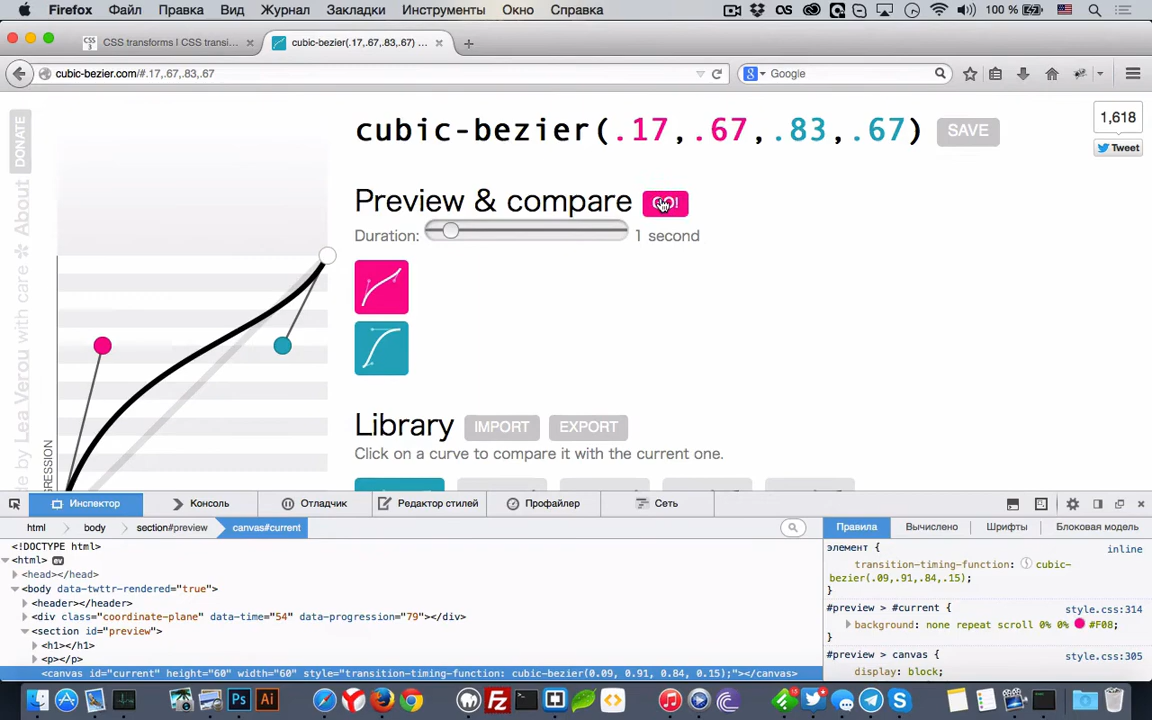 Firefox Файл Правка Вид Журнал Закладки Инструменты Окно Справка 100 %
CSS transforms | CSS transi...
cubic-bezier(.17,.67,.83,.67) ...
cubic-bezier.com/#.17,.67,.83,.67
Google
DONATE
About
Lea Verou with care
cubic-bezier(.17,.67,.83,.67) SAVE
1,618
Tweet
Preview & compare GO!
Duration: 1 second
Library IMPORT EXPORT
Click on a curve to compare it with the current one.
Инспектор Консоль Отладчик Редактор стилей Профайлер Сеть
html body section#preview canvas#current
Правила Вычислено Шрифты Блоковая модель
<!DOCTYPE html>
<html> ev
<head></head>
<body data-twttr-rendered="true">
<header></header>
<div class="coordinate-plane" data-time="54" data-progression="79"></div>
<section id="preview">
<h1></h1>
<p></p>
<canvas id="current" height="60" width="60" style="transition-timing-function: cubic-bezier(0.09, 0.91, 0.84, 0.15);"></canvas>
элемент { inline
transition-timing-function: cubic-
bezier(.09,.91,.84,.15);
}
#preview > #current { style.css:314
background: none repeat scroll 0% 0% #F08;
}
#preview > canvas { style.css:305
display: block;